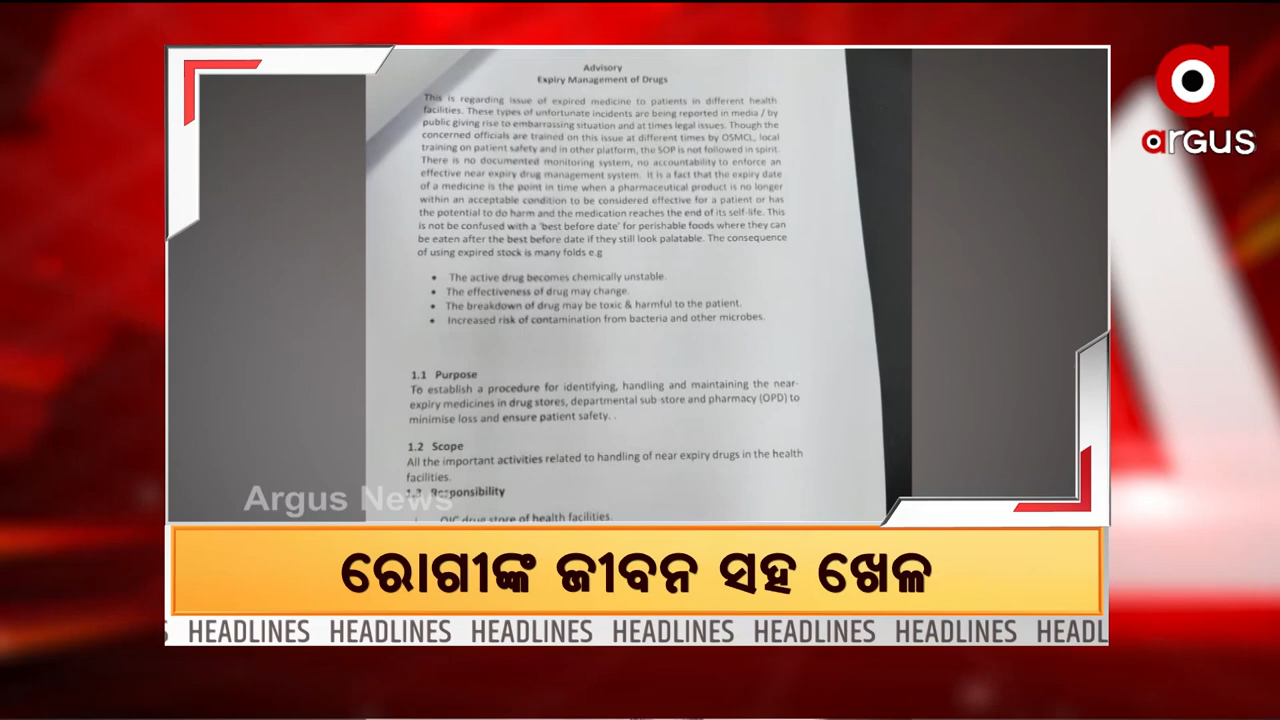 Advisory
Expiry Management of Drugs
This is regarding issue of expired medicine to patients in different health
facilities. These types of unfortunate incidents are being reported in media / by
public giving rise to embarrassing situation and at times legal issues. Though the
concerned officials are trained on this issue at different times by OSMCL, local
training on patient safety and in other platform, the SOP is not followed in spirit.
There is no documented monitoring system, no accountability to enforce an
effective near expiry drug management system. It is a fact that the expiry date
of a medicine is the point in time when a pharmaceutical product is no longer
within an acceptable condition to be considered effective for a patient or has
the potential to do harm and the medication reaches the end of its self-life. This
is not be confused with a 'best before date' for perishable foods where they can
be eaten after the best before date if they still look palatable. The consequence
of using expired stock is many folds e.g
• The active drug becomes chemically unstable.
• The effectiveness of drug may change.
• The breakdown of drug may be toxic & harmful to the patient.
• Increased risk of contamination from bacteria and other microbes.
1.1 Purpose
To establish a procedure for identifying, handling and maintaining the near-
expiry medicines in drug stores, departmental sub-store and pharmacy (OPD) to
minimise loss and ensure patient safety. .
1.2 Scope
All the important activities related to handling of near expiry drugs in the health
facilities.
1.3 Responsibility
OIC drug store of health facilities.
Argus News
argus
ରୋଗୀଙ୍କ ଜୀବନ ସହ ଖେଳ
S HEADLINES HEADLINES HEADLINES HEADLINES HEADLINES HEADLINES HEADL